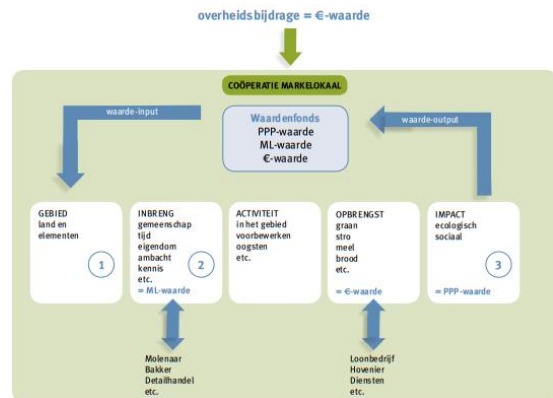 overheidsbijdrage = €-waarde
COÖPERATIE MARKELOKAAL
waarde-input
Waardenfonds
PPP-waarde
ML-waarde
€-waarde
waarde-output
GEBIED
land en
elementen
1
INBRENG
gemeenschap
tijd
eigendom
ambacht
kennis
etc.
= ML-waarde
2
ACTIVITEIT
in het gebied
voorbewerken
oogsten
etc.
OPBRENGST
graan
stro
meel
brood
etc.
= €-waarde
IMPACT
ecologisch
sociaal
3
= PPP-waarde
Molenaar
Bakker
Detailhandel
etc.
Loonbedrijf
Hovenier
Diensten
etc.